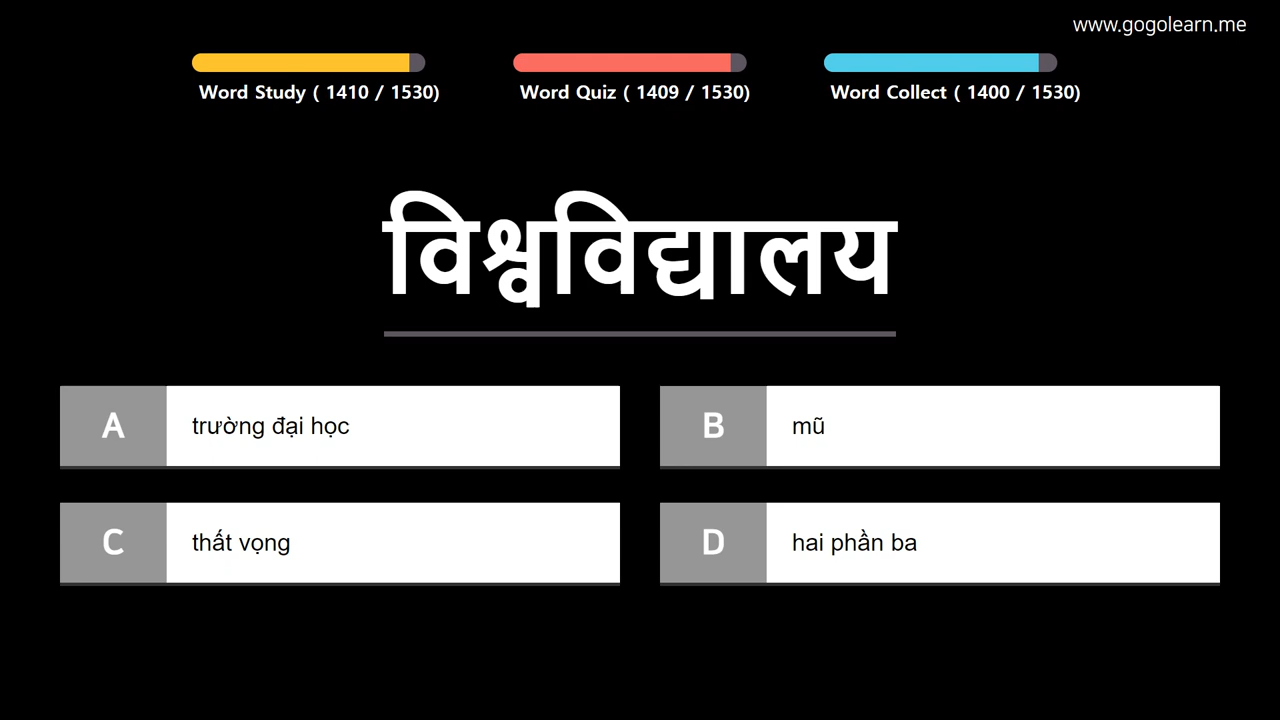 www.gogolearn.me
Word Study ( 1410 / 1530)
Word Quiz ( 1409 / 1530)
Word Collect ( 1400 / 1530)
विश्वविद्यालय
A trường đại học
B mũ
C thất vọng
D hai phần ba